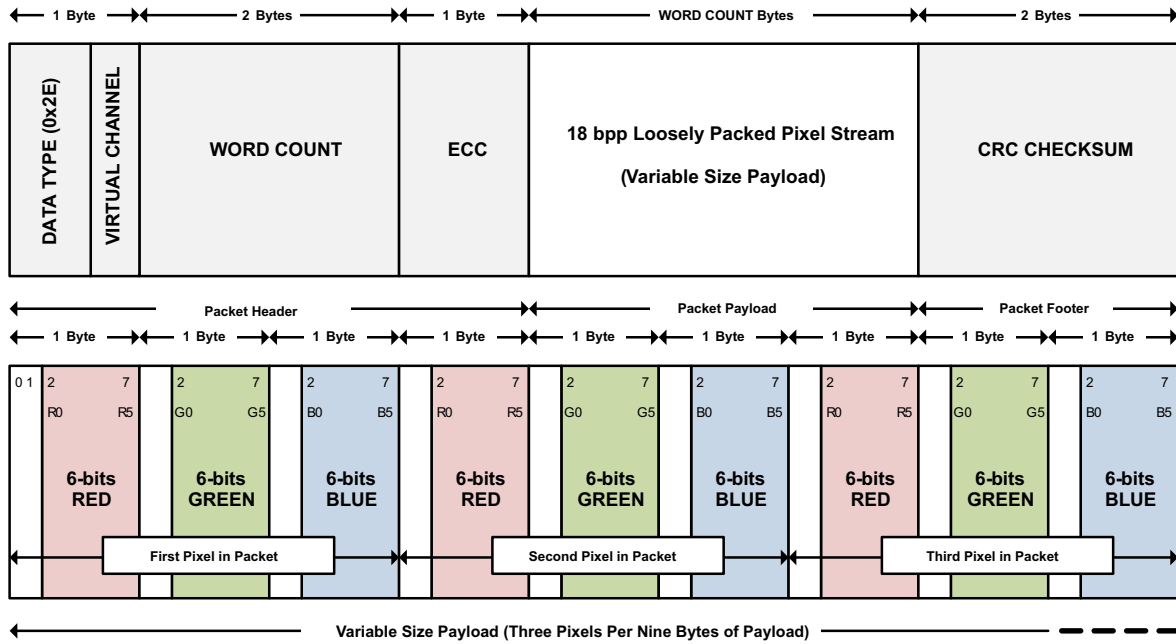 1 Byte 2 Bytes 1 Byte WORD COUNT Bytes 2 Bytes
DATA TYPE (0x2E)
VIRTUAL CHANNEL
WORD COUNT
ECC
18 bpp Loosely Packed Pixel Stream
(Variable Size Payload)
CRC CHECKSUM
Packet Header Packet Payload Packet Footer
1 Byte 1 Byte 1 Byte 1 Byte 1 Byte 1 Byte 1 Byte 1 Byte 1 Byte
0 1 2 7 2 7 2 7 2 7 2 7 2 7 2 7 2 7 2 7
R0 R5 G0 G5 B0 B5 R0 R5 G0 G5 B0 B5 R0 R5 G0 G5 B0 B5
6-bits 6-bits 6-bits 6-bits 6-bits 6-bits 6-bits 6-bits 6-bits
RED GREEN BLUE RED GREEN BLUE RED GREEN BLUE
First Pixel in Packet Second Pixel in Packet Third Pixel in Packet
Variable Size Payload (Three Pixels Per Nine Bytes of Payload)